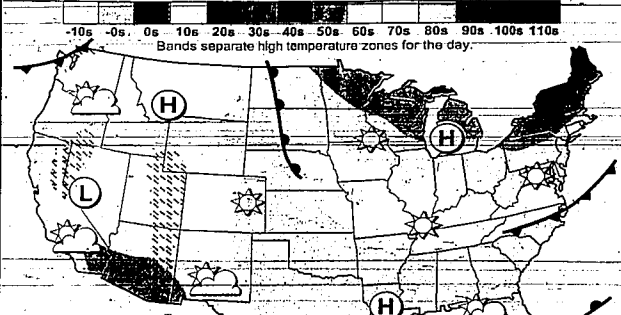 -10s -0s 0s 10s 20s 30s 40s 50s 60s 70s 80s 90s 100s 110s
Bands separate high temperature zones for the day.
H
H
L
H